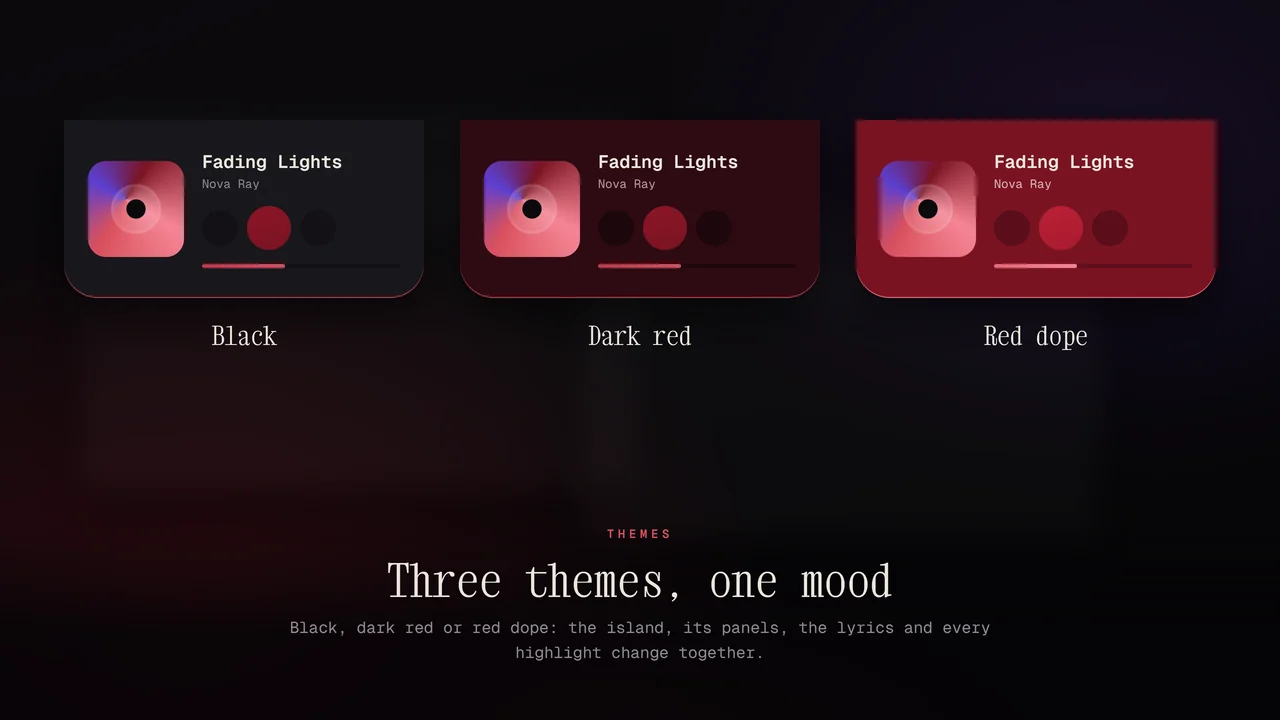 Fading Lights
Nova Ray
Fading Lights
Nova Ray
Fading Lights
Nova Ray
Black
Dark red
Red dope
THEMES
Three themes, one mood
Black, dark red or red dope: the island, its panels, the lyrics and every
highlight change together.